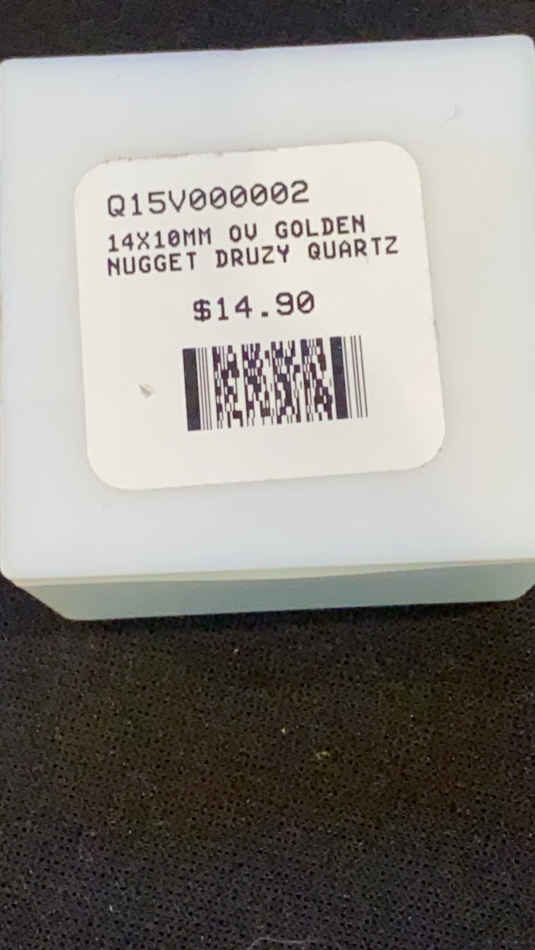 Q15V000002
14X10MM OV GOLDEN
NUGGET DRUZY QUARTZ
$14.90